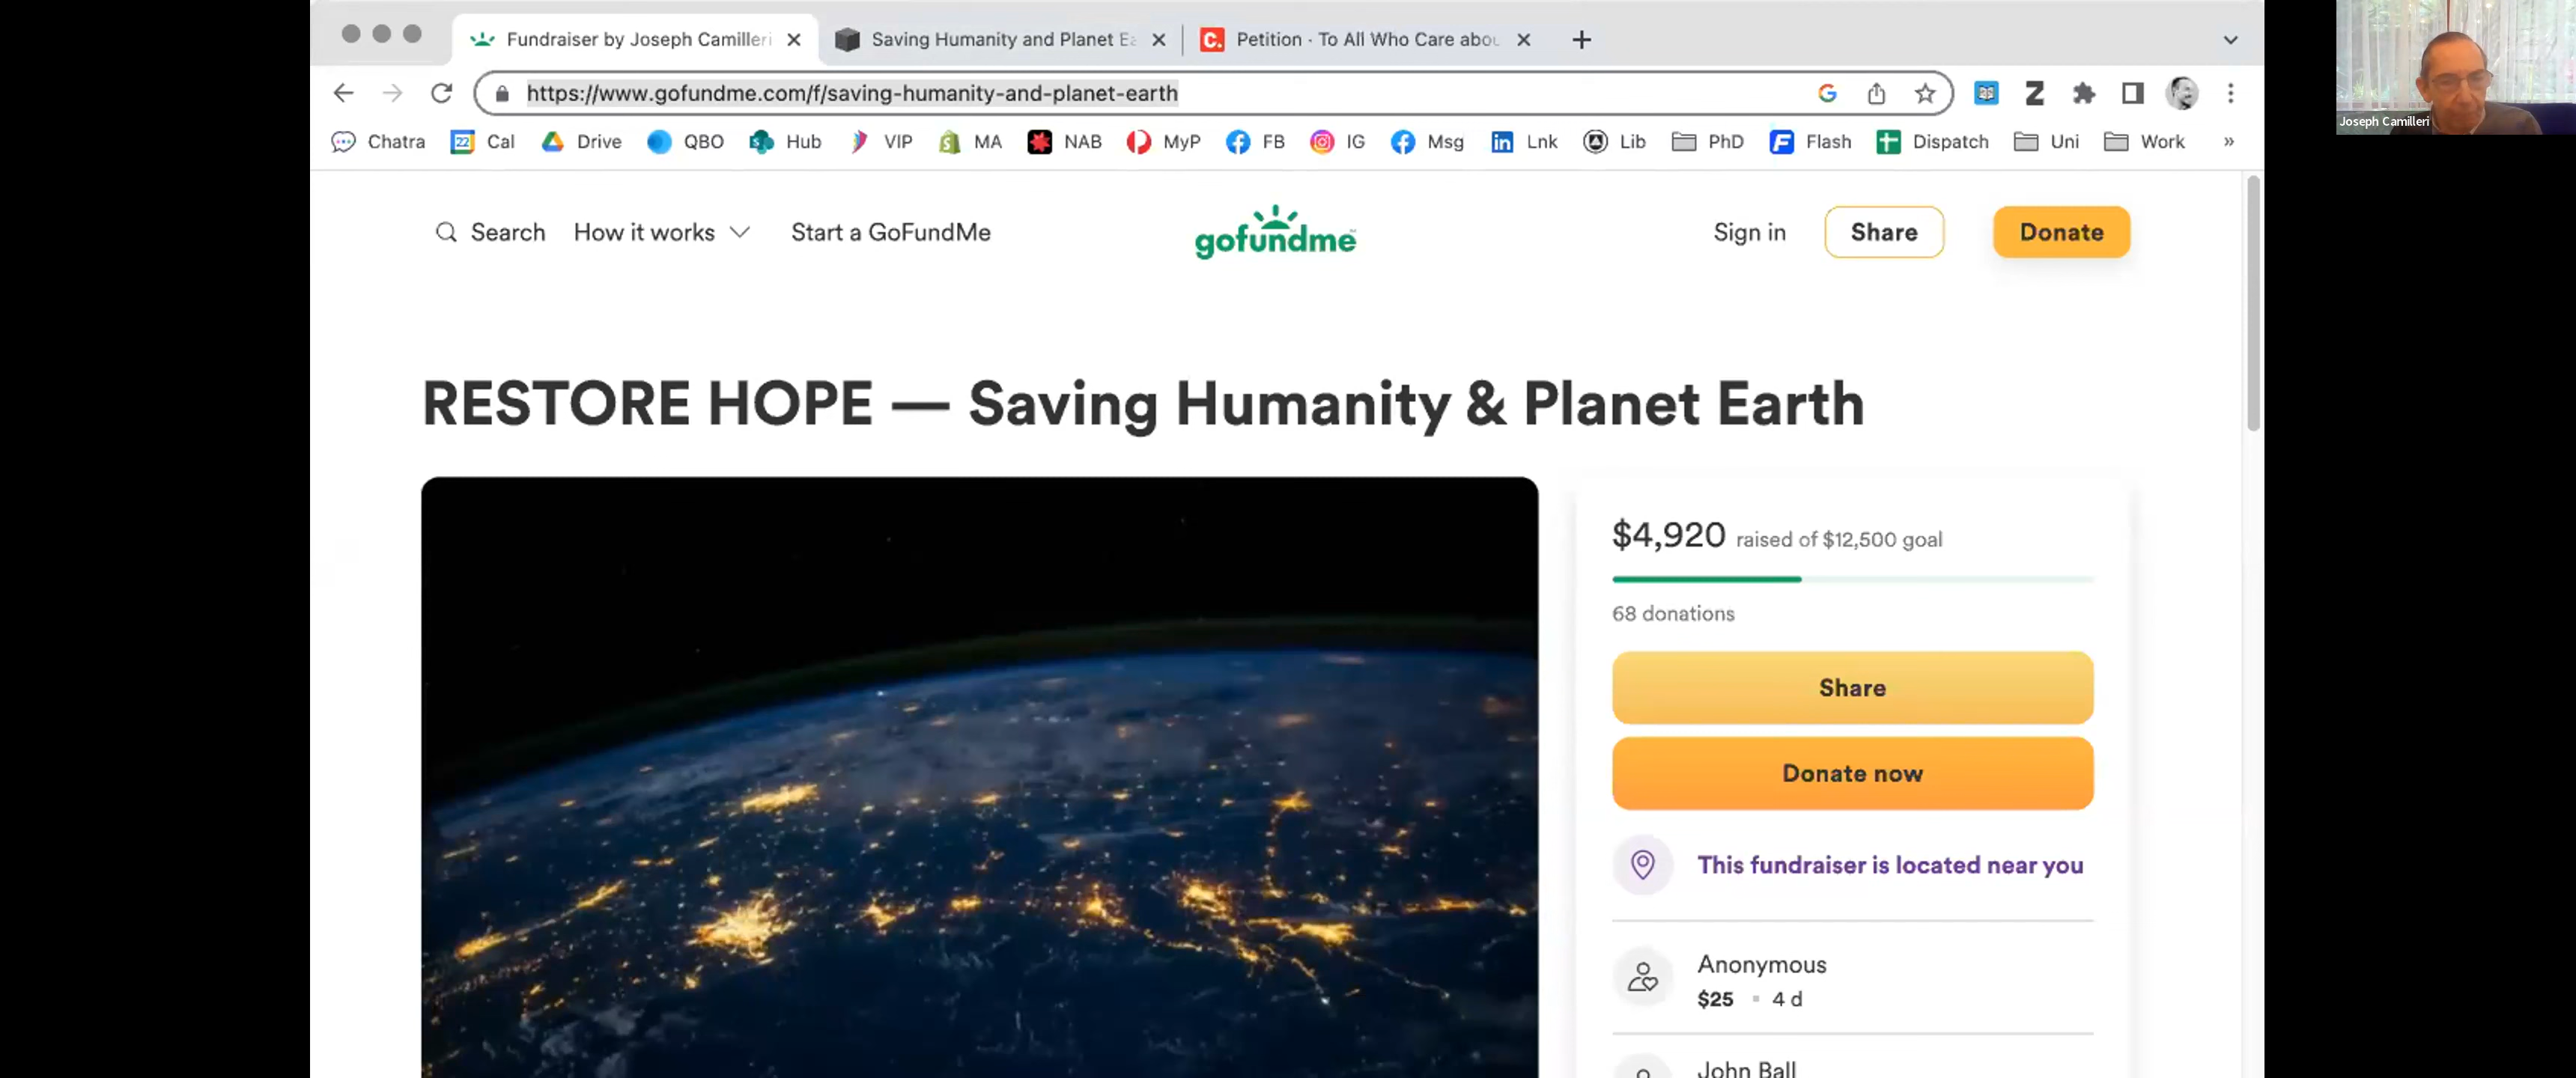 Fundraiser by Joseph Camilleri
Saving Humanity and Planet Ea
Petition · To All Who Care abou
https://www.gofundme.com/f/saving-humanity-and-planet-earth
Chatra
Cal
Drive
QBO
Hub
VIP
MA
NAB
MyP
FB
IG
Msg
Lnk
Lib
PhD
Flash
Dispatch
Uni
Work
»
Joseph Camilleri
Search
How it works
Start a GoFundMe
gofundme
Sign in
Share
Donate
RESTORE HOPE — Saving Humanity & Planet Earth
$4,920 raised of $12,500 goal
68 donations
Share
Donate now
This fundraiser is located near you
Anonymous
$25 • 4 d
John Ball